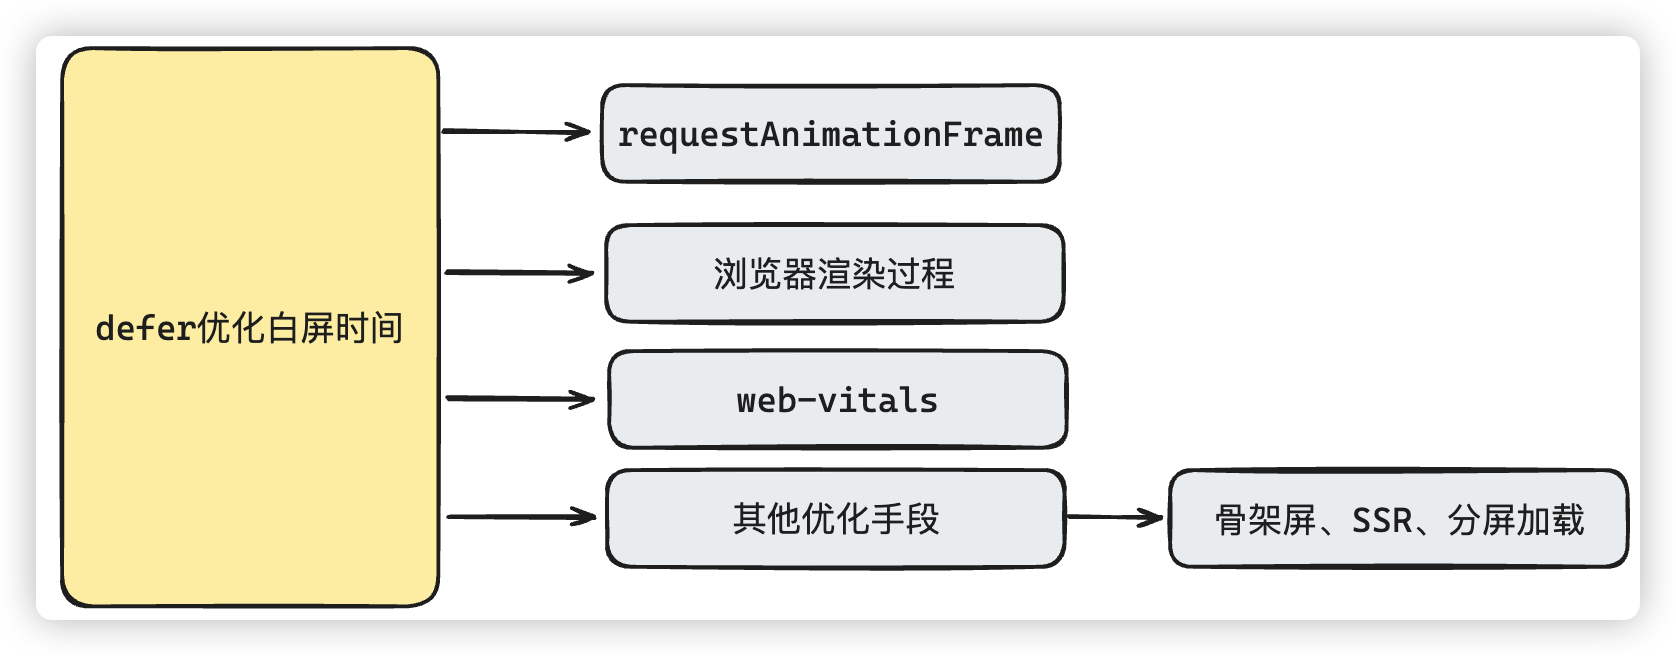 defer优化白屏时间
requestAnimationFrame
浏览器渲染过程
web-vitals
其他优化手段
骨架屏、SSR、分屏加载